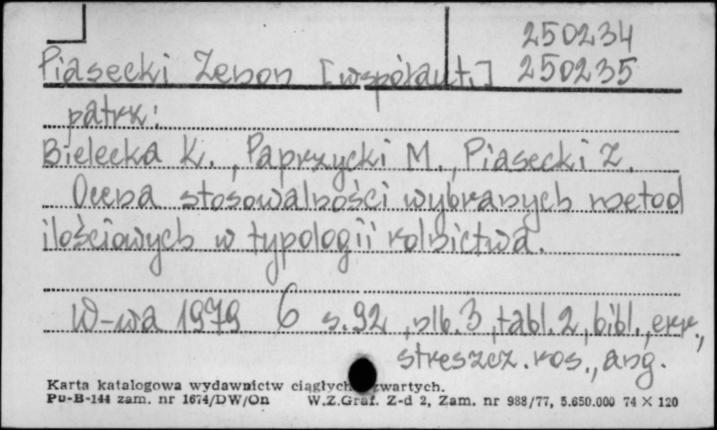 250234
Piasecki Zenon [współaut.] 250235
patrz:
Bielecka K., Paprzycki M., Piasecki Z.
Ocena stosowalności wybranych metod
ilościowych w typologii rolnictwa.
W-wa 1979 6 s. 92, slb. 3, tabl. 2, bibl., err.,
streszcz. ros., ang.
Karta katalogowa wydawnictw ciągłych zwartych.
Pu-B-144 zam. nr 1674/DW/On W.Z.Graf. Z-d 2, Zam. nr 988/77, 5.650.000 74 × 120